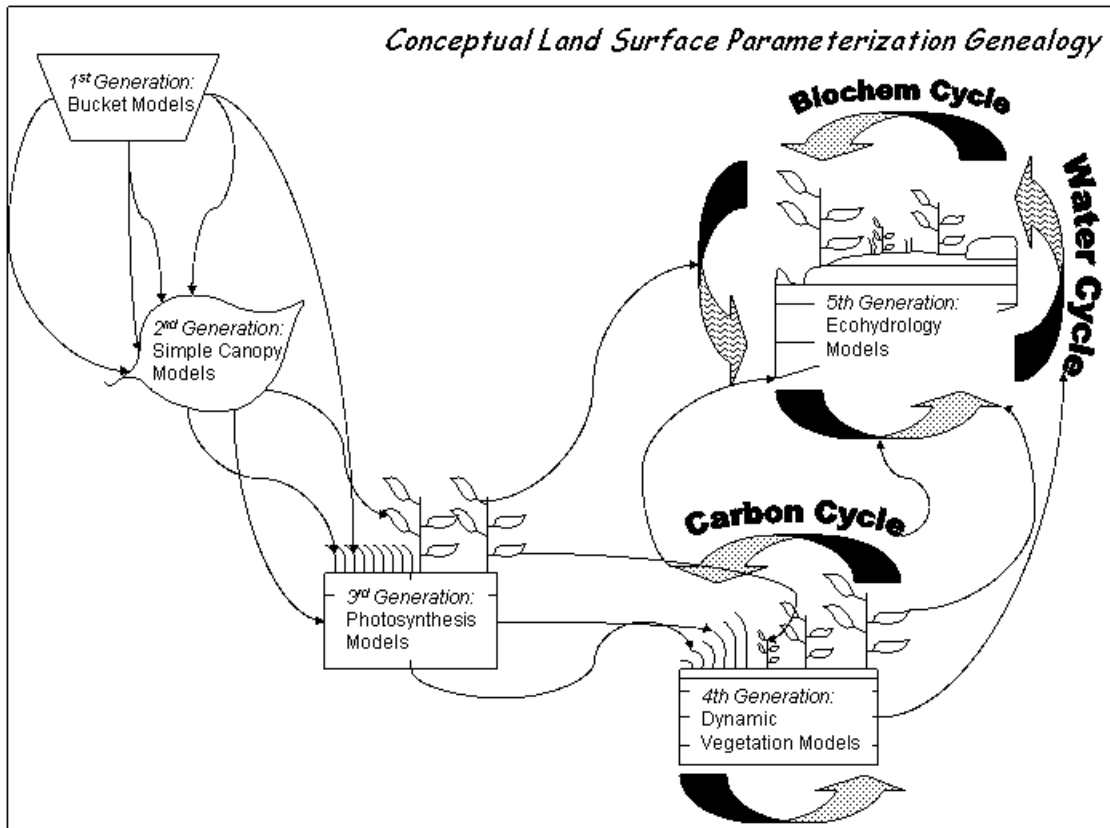 Conceptual Land Surface Parameterization Genealogy
1st Generation:
Bucket Models
2nd Generation:
Simple Canopy
Models
3rd Generation:
Photosynthesis
Models
4th Generation:
Dynamic
Vegetation Models
Carbon Cycle
5th Generation:
Ecohydrology
Models
Biochem Cycle
Water Cycle